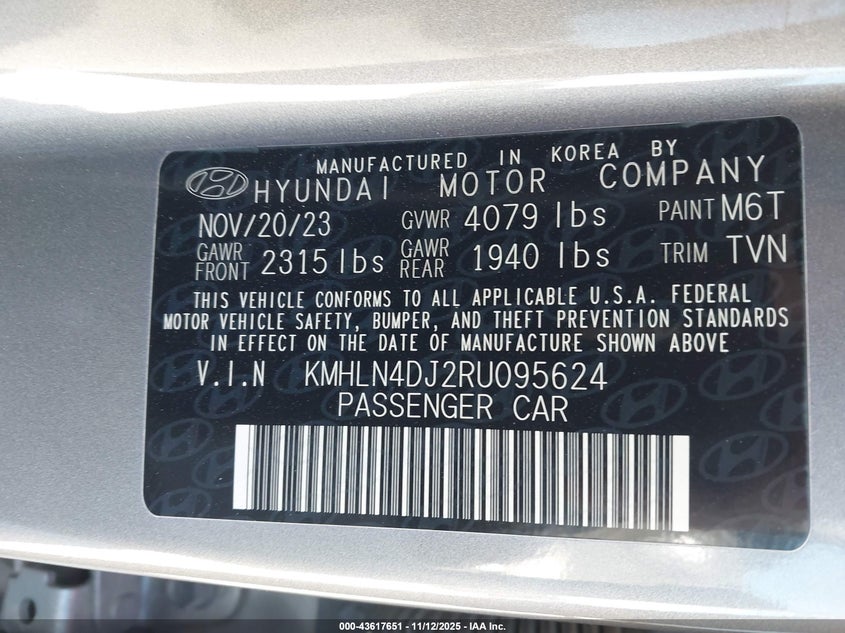 MANUFACTURED IN KOREA BY
HYUNDAI MOTOR COMPANY
NOV/20/23 GVWR 4079 lbs PAINT M6T
GAWR FRONT 2315 lbs GAWR REAR 1940 lbs TRIM TVN
THIS VEHICLE CONFORMS TO ALL APPLICABLE U.S.A. FEDERAL
MOTOR VEHICLE SAFETY, BUMPER, AND THEFT PREVENTION STANDARDS
IN EFFECT ON THE DATE OF MANUFACTURE SHOWN ABOVE.
V.I.N KMHLN4DJ2RU095624
PASSENGER CAR
000-43617651 - 11/12/2025 - IAA Inc.